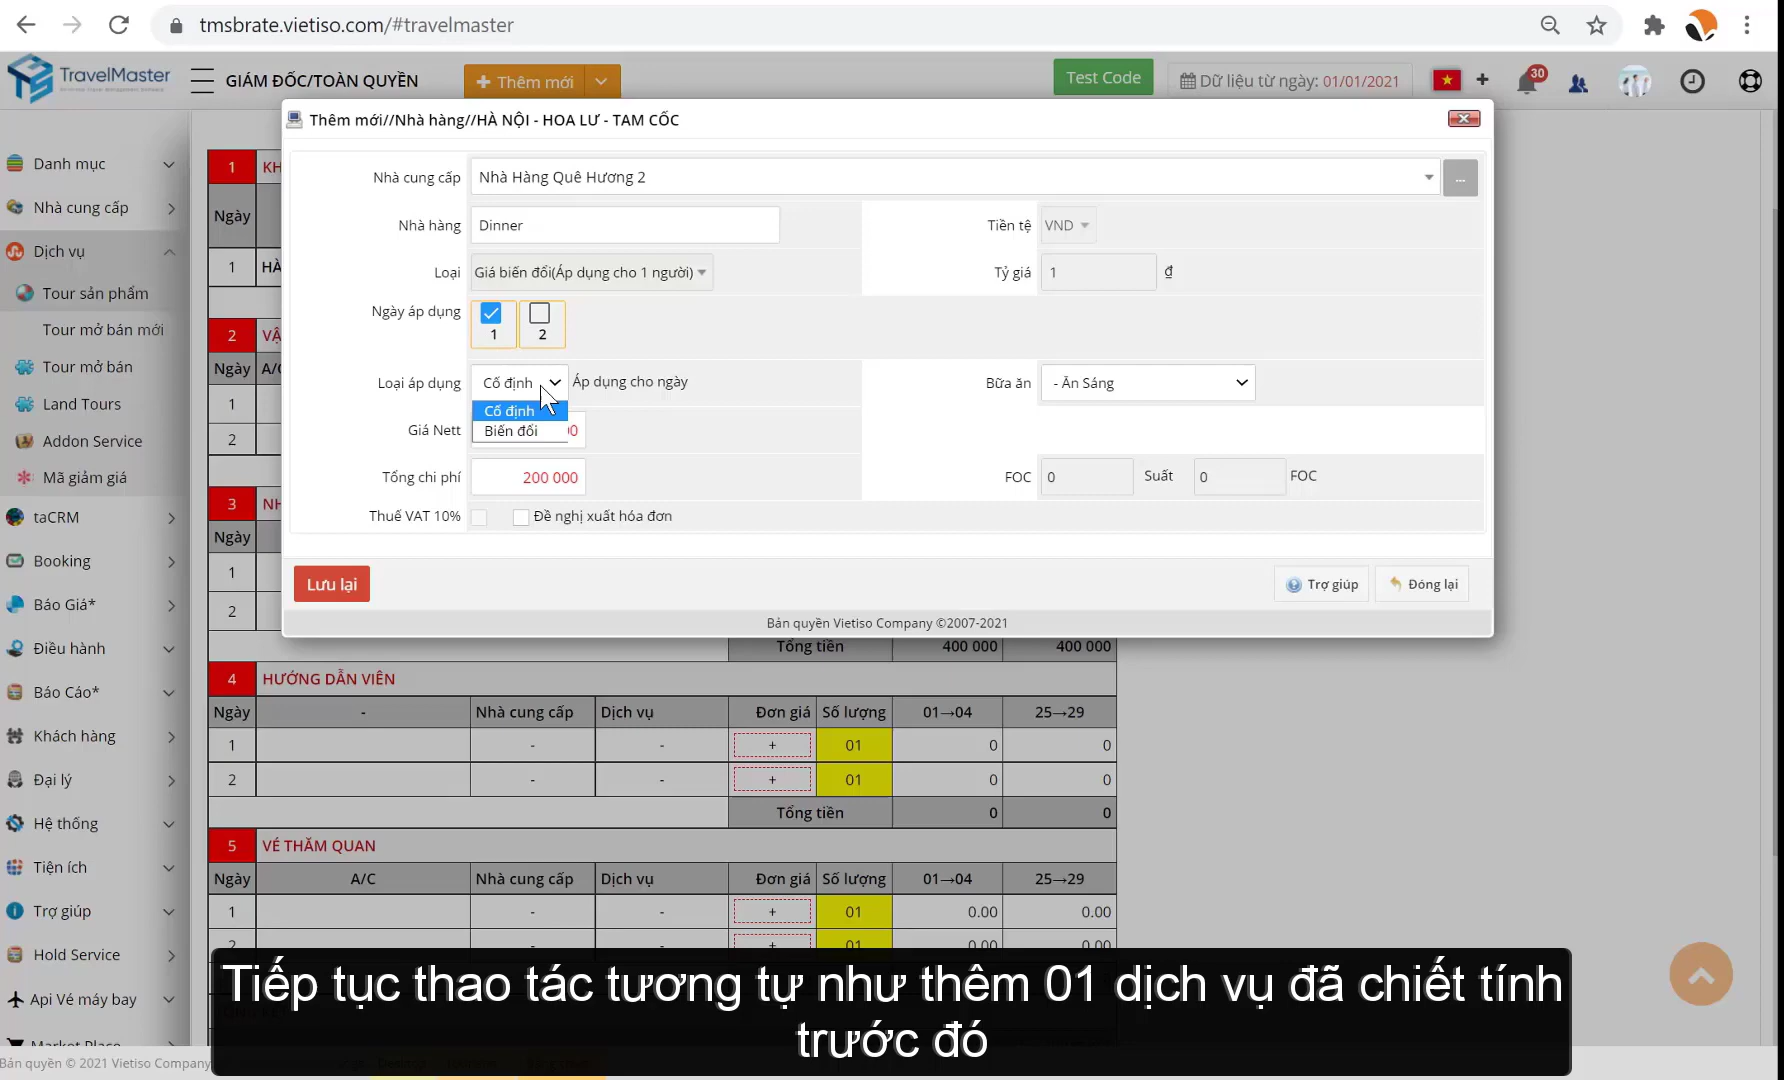 tmsbrate.vietiso.com/#travelmaster
TravelMaster
GIÁM ĐỐC/TOÀN QUYỀN
Thêm mới
Test Code
Dữ liệu từ ngày: 01/01/2021
30
Thêm mới//Nhà hàng//HÀ NỘI - HOA LƯ - TAM CỐC
Danh mục
Nhà cung cấp
Dịch vụ
Tour sản phẩm
Tour mở bán mới
Tour mở bán
Land Tours
Addon Service
Mã giảm giá
taCRM
Booking
Báo Giá*
Điều hành
Báo Cáo*
Khách hàng
Đại lý
Hệ thống
Tiện ích
Trợ giúp
Hold Service
Api Vé máy bay
Market Place
Bản quyền © 2021 Vietiso Company
1 KH
Ngày
1 HÀ
2 VẬ
Ngày A/C
1
2
3 NH
Ngày
1
2
Nhà cung cấp Nhà Hàng Quê Hương 2 ...
Nhà hàng Dinner Tiền tệ VND
Loại Giá biến đổi(Áp dụng cho 1 người) Tỷ giá 1 đ
Ngày áp dụng 1 2
Loại áp dụng Cố định Áp dụng cho ngày Bữa ăn - Ăn Sáng
Cố định
Biến đổi
Giá Nett 00
Tổng chi phí 200 000 FOC 0 Suất 0 FOC
Thuế VAT 10% Đề nghị xuất hóa đơn
Lưu lại Trợ giúp Đóng lại
Bản quyền Vietiso Company ©2007-2021
Tổng tiền 400 000 400 000
4 HƯỚNG DẪN VIÊN
Ngày - Nhà cung cấp Dịch vụ Đơn giá Số lượng 01→04 25→29
1 - - + 01 0 0
2 - - + 01 0 0
Tổng tiền 0 0
5 VÉ THĂM QUAN
Ngày A/C Nhà cung cấp Dịch vụ Đơn giá Số lượng 01→04 25→29
1 - - + 01 0.00 0.00
2 - - + 01 0.00 0.00
Tiếp tục thao tác tương tự như thêm 01 dịch vụ đã chiết tính
trước đó